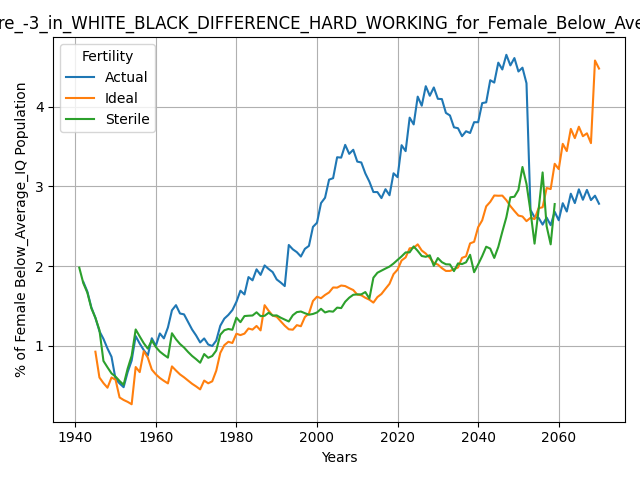 re_-3_in_WHITE_BLACK_DIFFERENCE_HARD_WORKING_for_Female_Below_Ave
Fertility
Actual
Ideal
Sterile
% of Female Below_Average_IQ Population
4
3
2
1
1940 1960 1980 2000 2020 2040 2060
Years